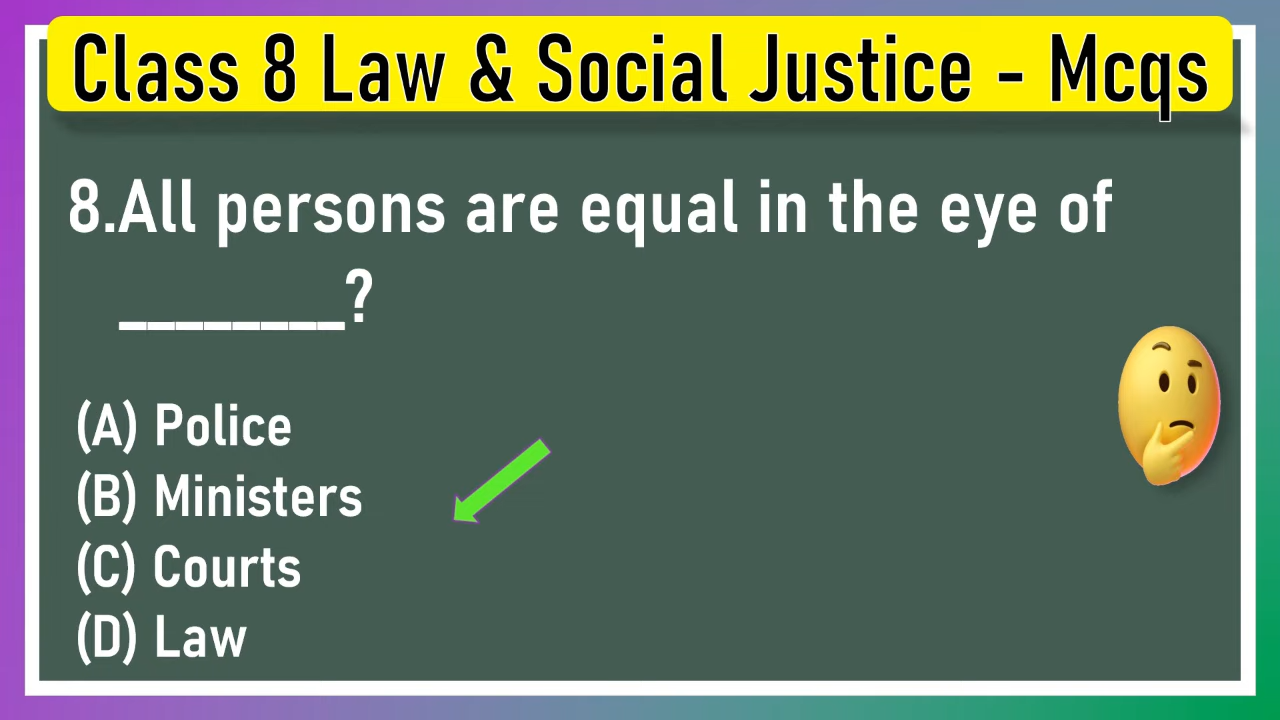 Class 8 Law & Social Justice - Mcqs
8.All persons are equal in the eye of
________?
(A) Police
(B) Ministers
(C) Courts
(D) Law